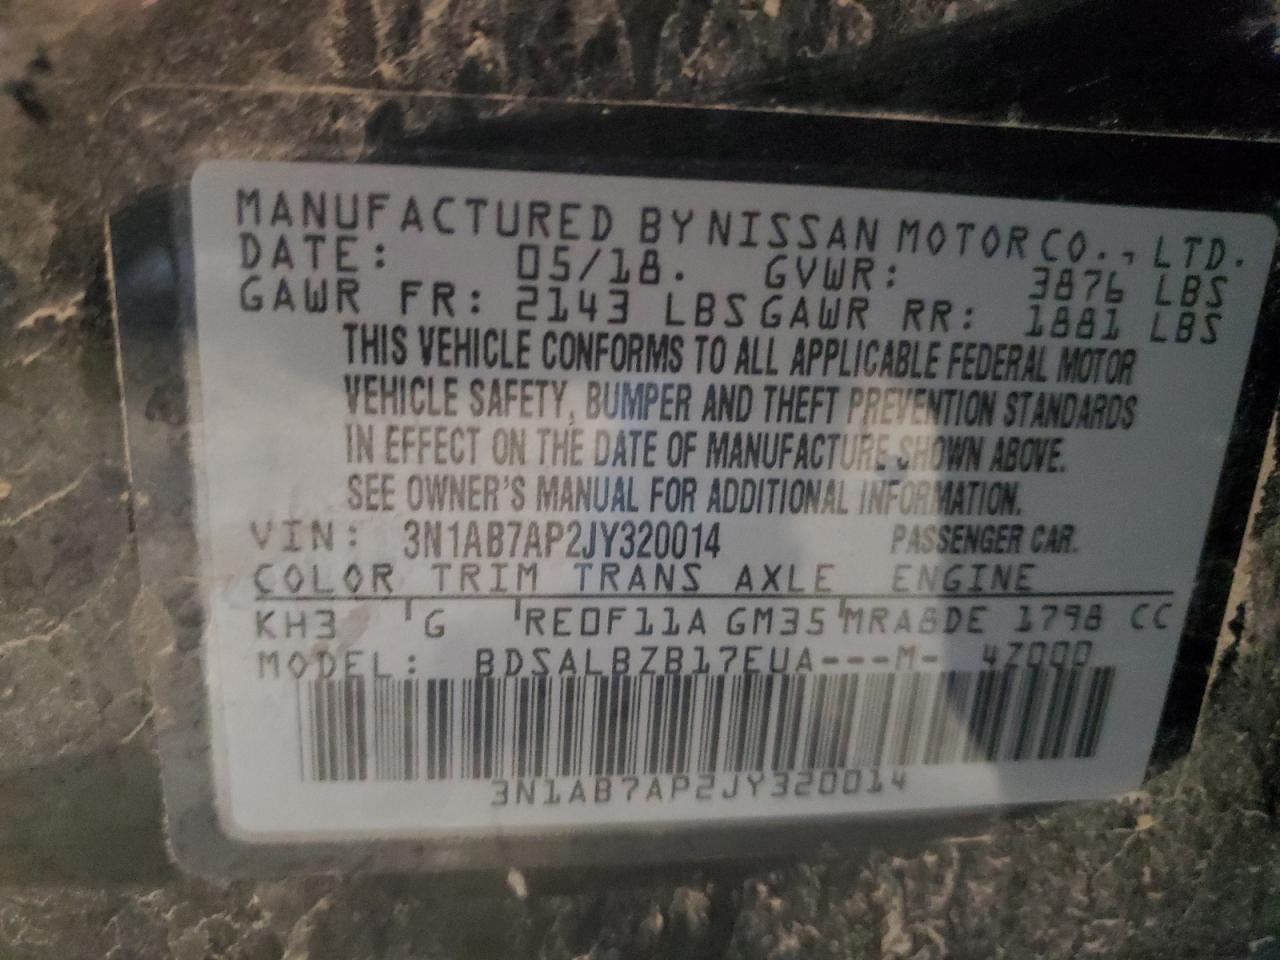 MANUFACTURED BY NISSAN MOTOR CO., LTD.
DATE: 05/18. GVWR: 3876 LBS
GAWR FR: 2143 LBS GAWR RR: 1881 LBS
THIS VEHICLE CONFORMS TO ALL APPLICABLE FEDERAL MOTOR
VEHICLE SAFETY, BUMPER AND THEFT PREVENTION STANDARDS
IN EFFECT ON THE DATE OF MANUFACTURE SHOWN ABOVE.
SEE OWNER'S MANUAL FOR ADDITIONAL INFORMATION.
VIN: 3N1AB7AP2JY320014 PASSENGER CAR.
COLOR TRIM TRANS AXLE ENGINE
KH3 G RE0F11A GM35 MRA8DE 1798 CC
MODEL: BDSALBZB17EUA---M- 4Z000
3N1AB7AP2JY320014